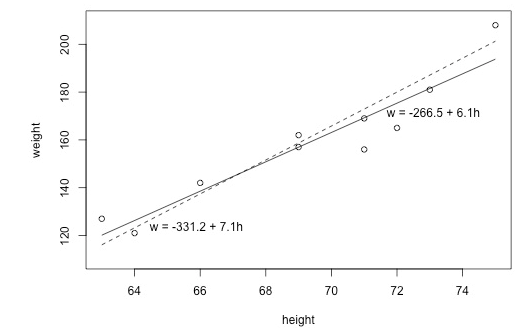 200
180
160
140
120
weight
w = -266.5 + 6.1h
w = -331.2 + 7.1h
64 66 68 70 72 74
height